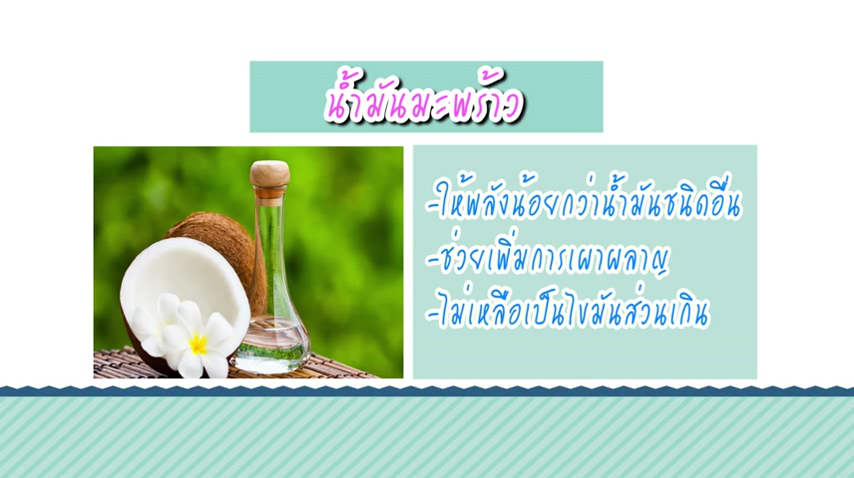 น้ำมันมะพร้าว
-ให้พลังน้อยกว่าน้ำมันชนิดอื่น
-ช่วยเพิ่มการเผาผลาญ
-ไม่เหลือเป็นไขมันส่วนเกิน